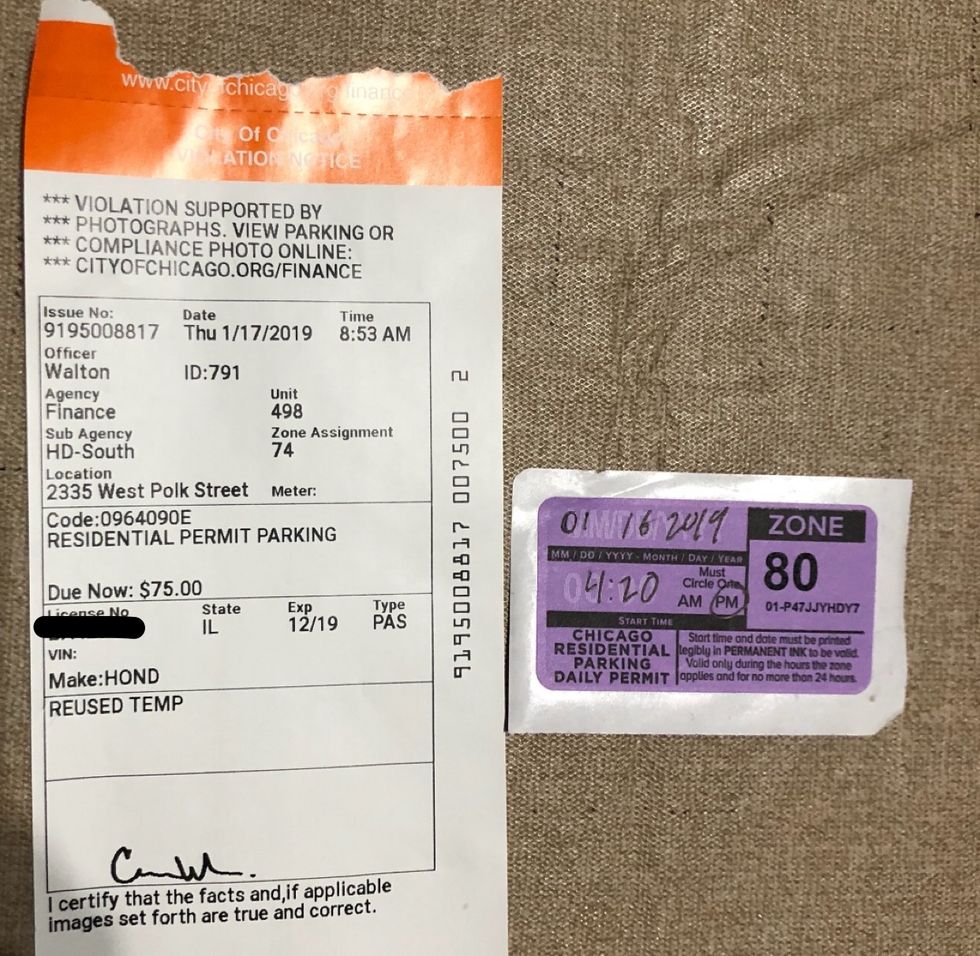 www.cityofchicago.org/finance
City Of Chicago
VIOLATION NOTICE
*** VIOLATION SUPPORTED BY
*** PHOTOGRAPHS. VIEW PARKING OR
*** COMPLIANCE PHOTO ONLINE:
*** CITYOFCHICAGO.ORG/FINANCE
Issue No: Date Time
9195008817 Thu 1/17/2019 8:53 AM
Officer
Walton ID:791
Agency Unit
Finance 498
Sub Agency Zone Assignment
HD-South 74
Location
2335 West Polk Street Meter:
Code:0964090E
RESIDENTIAL PERMIT PARKING
Due Now: $75.00
License No State Exp Type
IL 12/19 PAS
VIN:
Make:HOND
REUSED TEMP
I certify that the facts and,if applicable
images set forth are true and correct.
9195008817 007500 2
01 16 2019
MM / DD / YYYY - MONTH / DAY / YEAR
04:20
Must
Circle One
AM PM
START TIME
ZONE
80
01-P47JJYHDY7
CHICAGO
RESIDENTIAL
PARKING
DAILY PERMIT
Start time and date must be printed
legibly in PERMANENT INK to be valid.
Valid only during the hours the zone
applies and for no more than 24 hours.